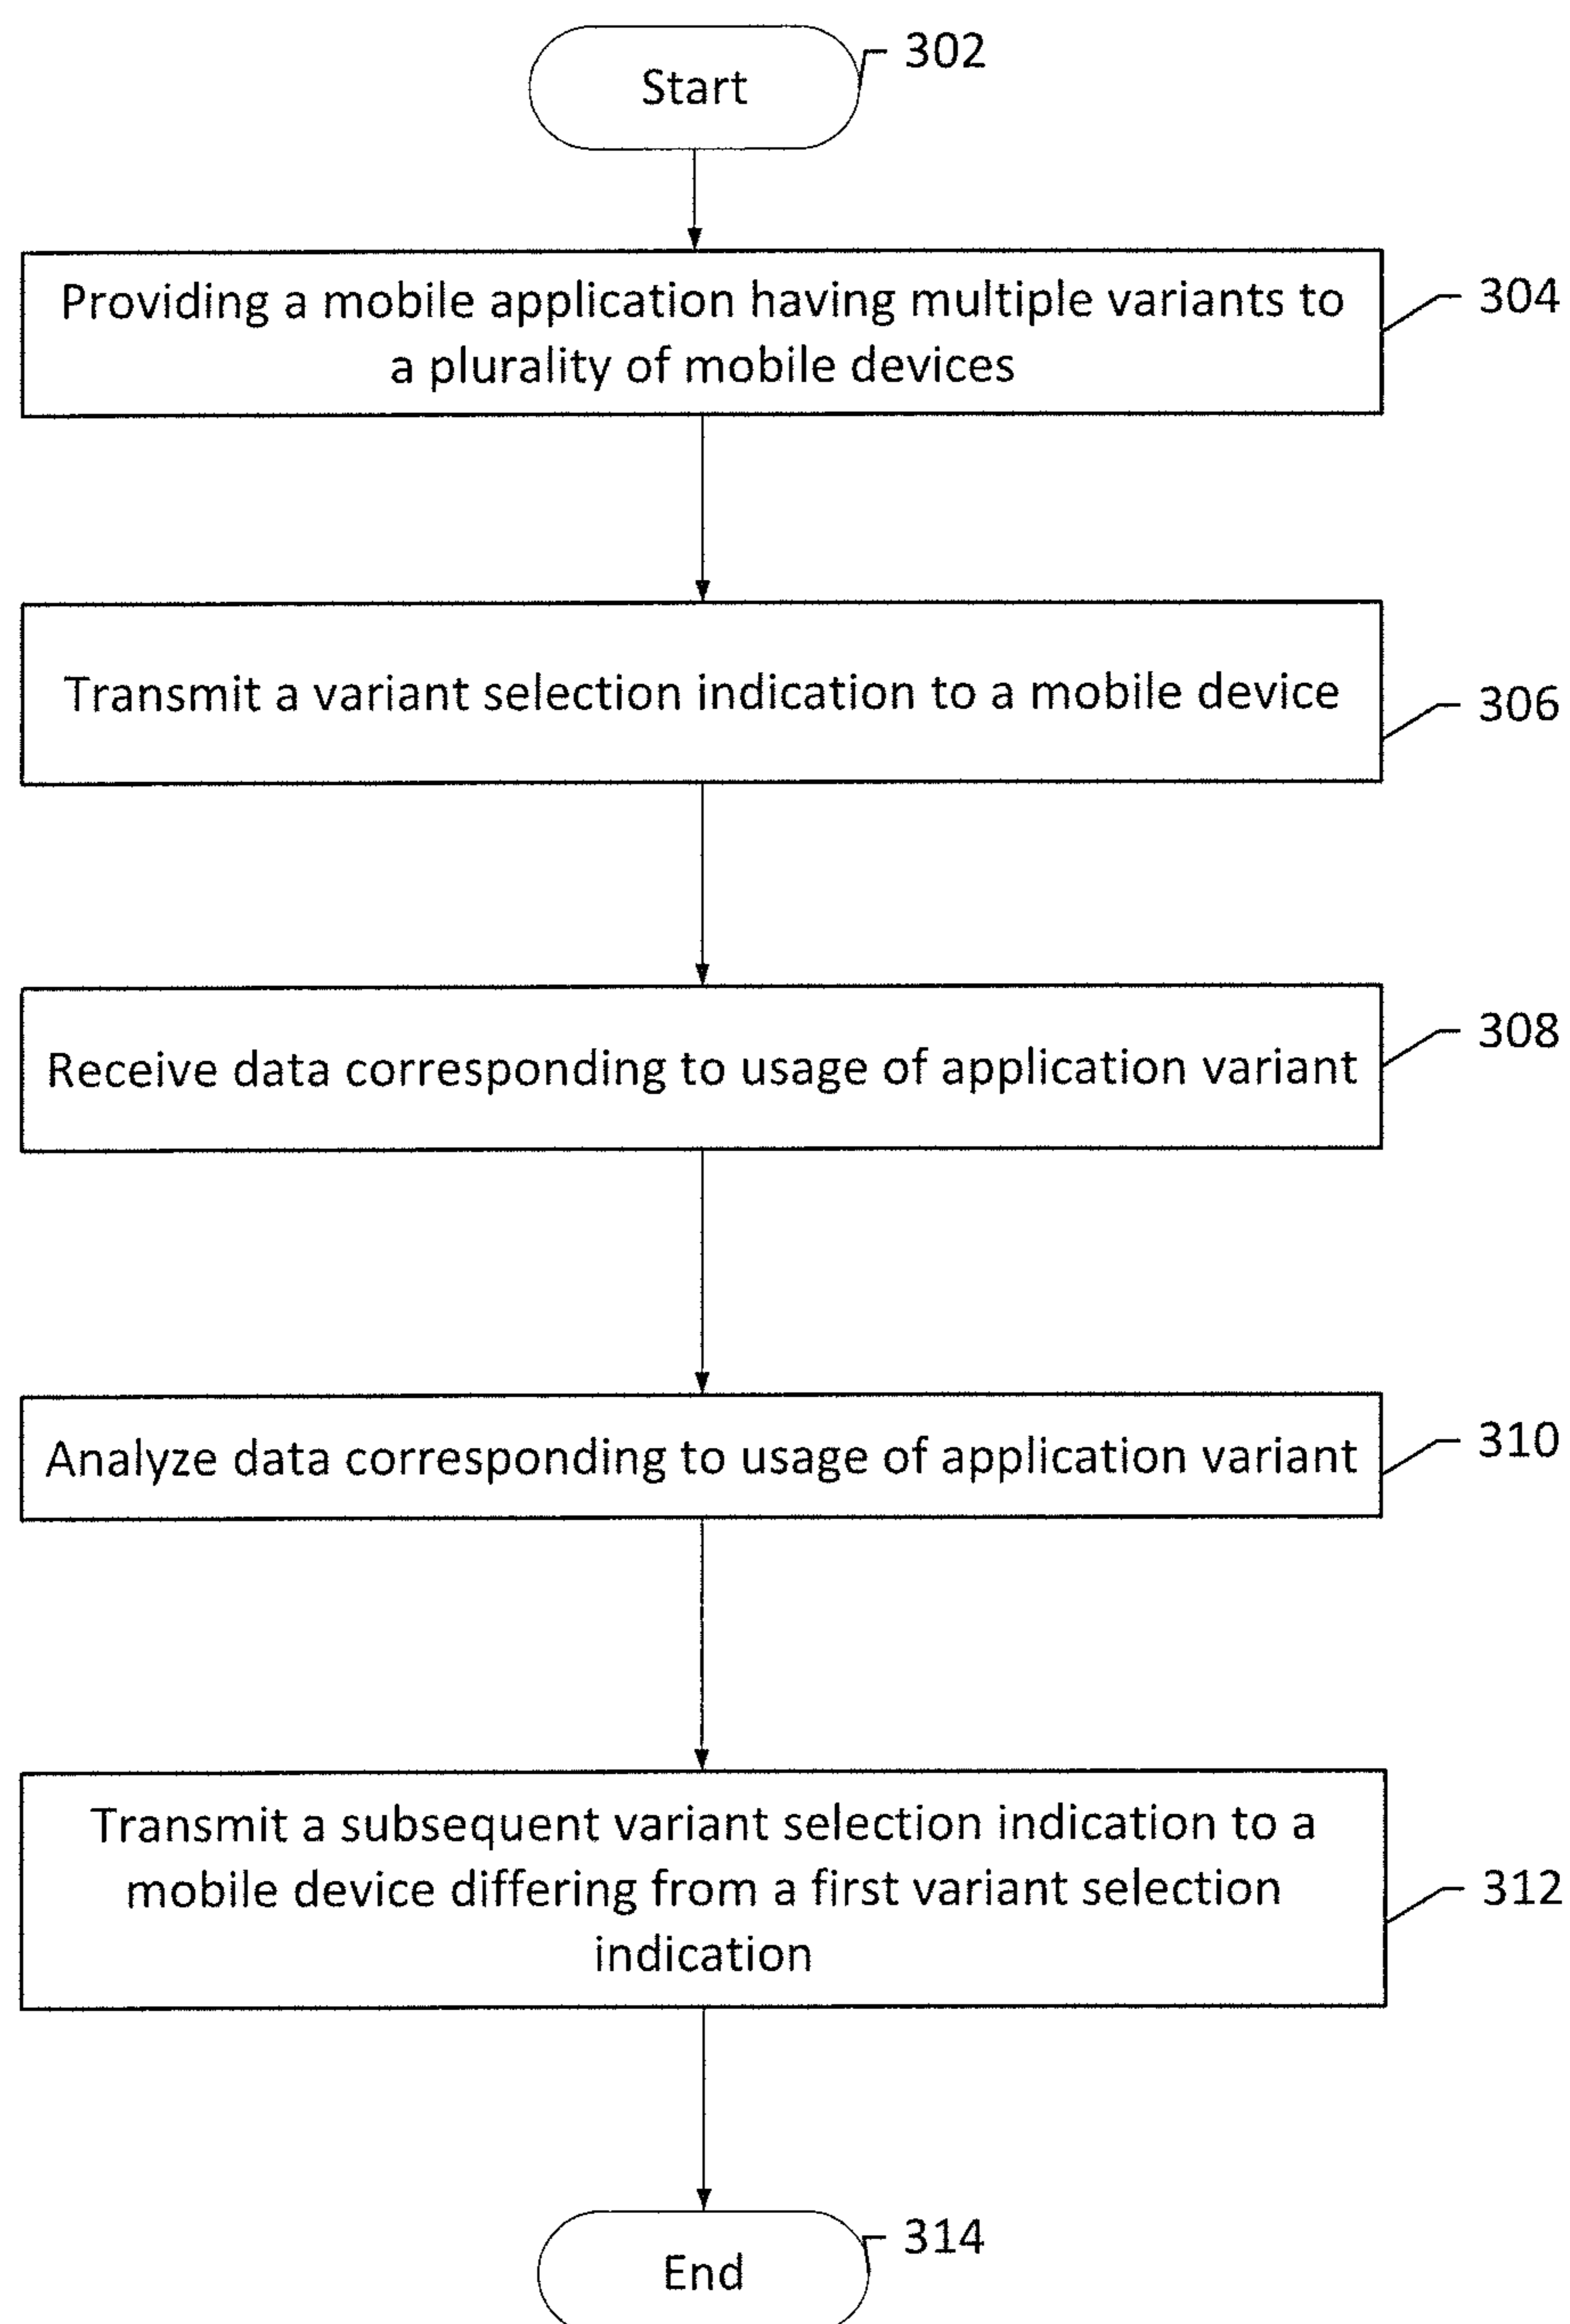 Start
302
Providing a mobile application having multiple variants to
a plurality of mobile devices
304
Transmit a variant selection indication to a mobile device
306
Receive data corresponding to usage of application variant
308
Analyze data corresponding to usage of application variant
310
Transmit a subsequent variant selection indication to a
mobile device differing from a first variant selection
indication
312
End
314